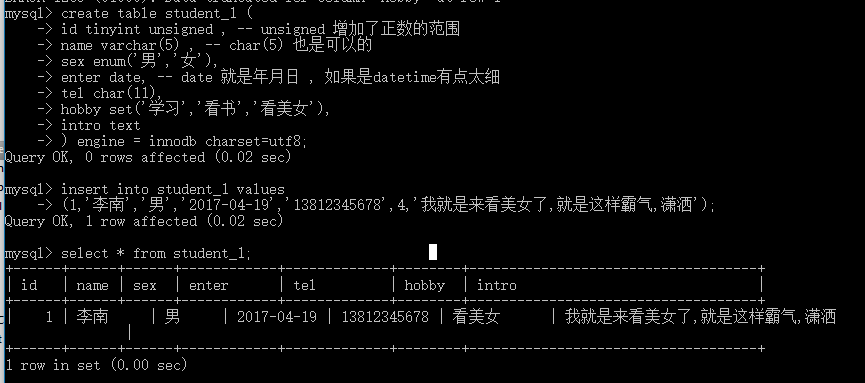 mysql> create table student_1 (
-> id tinyint unsigned , -- unsigned 增加了正数的范围
-> name varchar(5) , -- char(5) 也是可以的
-> sex enum('男','女'),
-> enter date, -- date 就是年月日 , 如果是datetime有点太细
-> tel char(11),
-> hobby set('学习','看书','看美女'),
-> intro text
-> ) engine = innodb charset=utf8;
Query OK, 0 rows affected (0.02 sec)
mysql> insert into student_1 values
-> (1,'李南','男','2017-04-19','13812345678',4,'我就是来看美女了,就是这样霸气,潇洒');
Query OK, 1 row affected (0.02 sec)
mysql> select * from student_1;
| id | name | sex | enter | tel | hobby | intro
| 1 | 李南 | 男 | 2017-04-19 | 13812345678 | 看美女 | 我就是来看美女了,就是这样霸气,潇洒
|
1 row in set (0.00 sec)